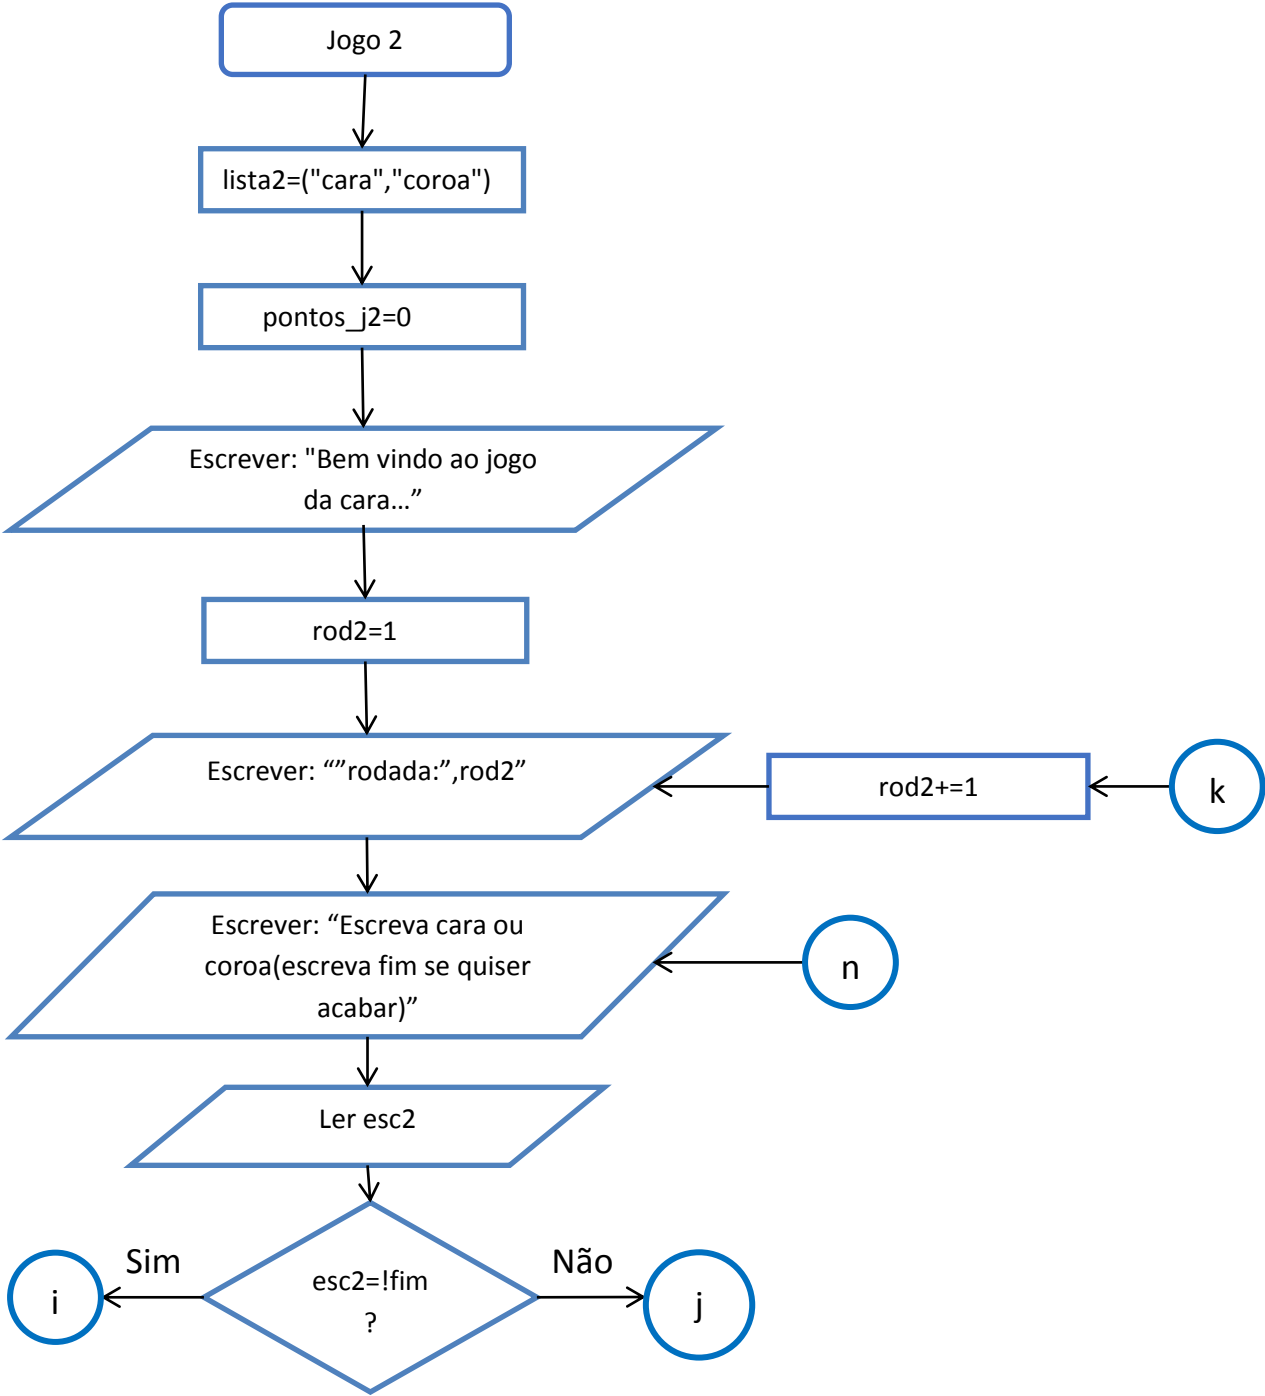 Jogo 2
lista2=("cara","coroa")
pontos_j2=0
Escrever: "Bem vindo ao jogo
da cara...”
rod2=1
Escrever: “”rodada:”,rod2”
rod2+=1
k
Escrever: “Escreva cara ou
coroa(escreva fim se quiser
acabar)”
n
Ler esc2
Sim
Não
esc2=!fim
?
i
j